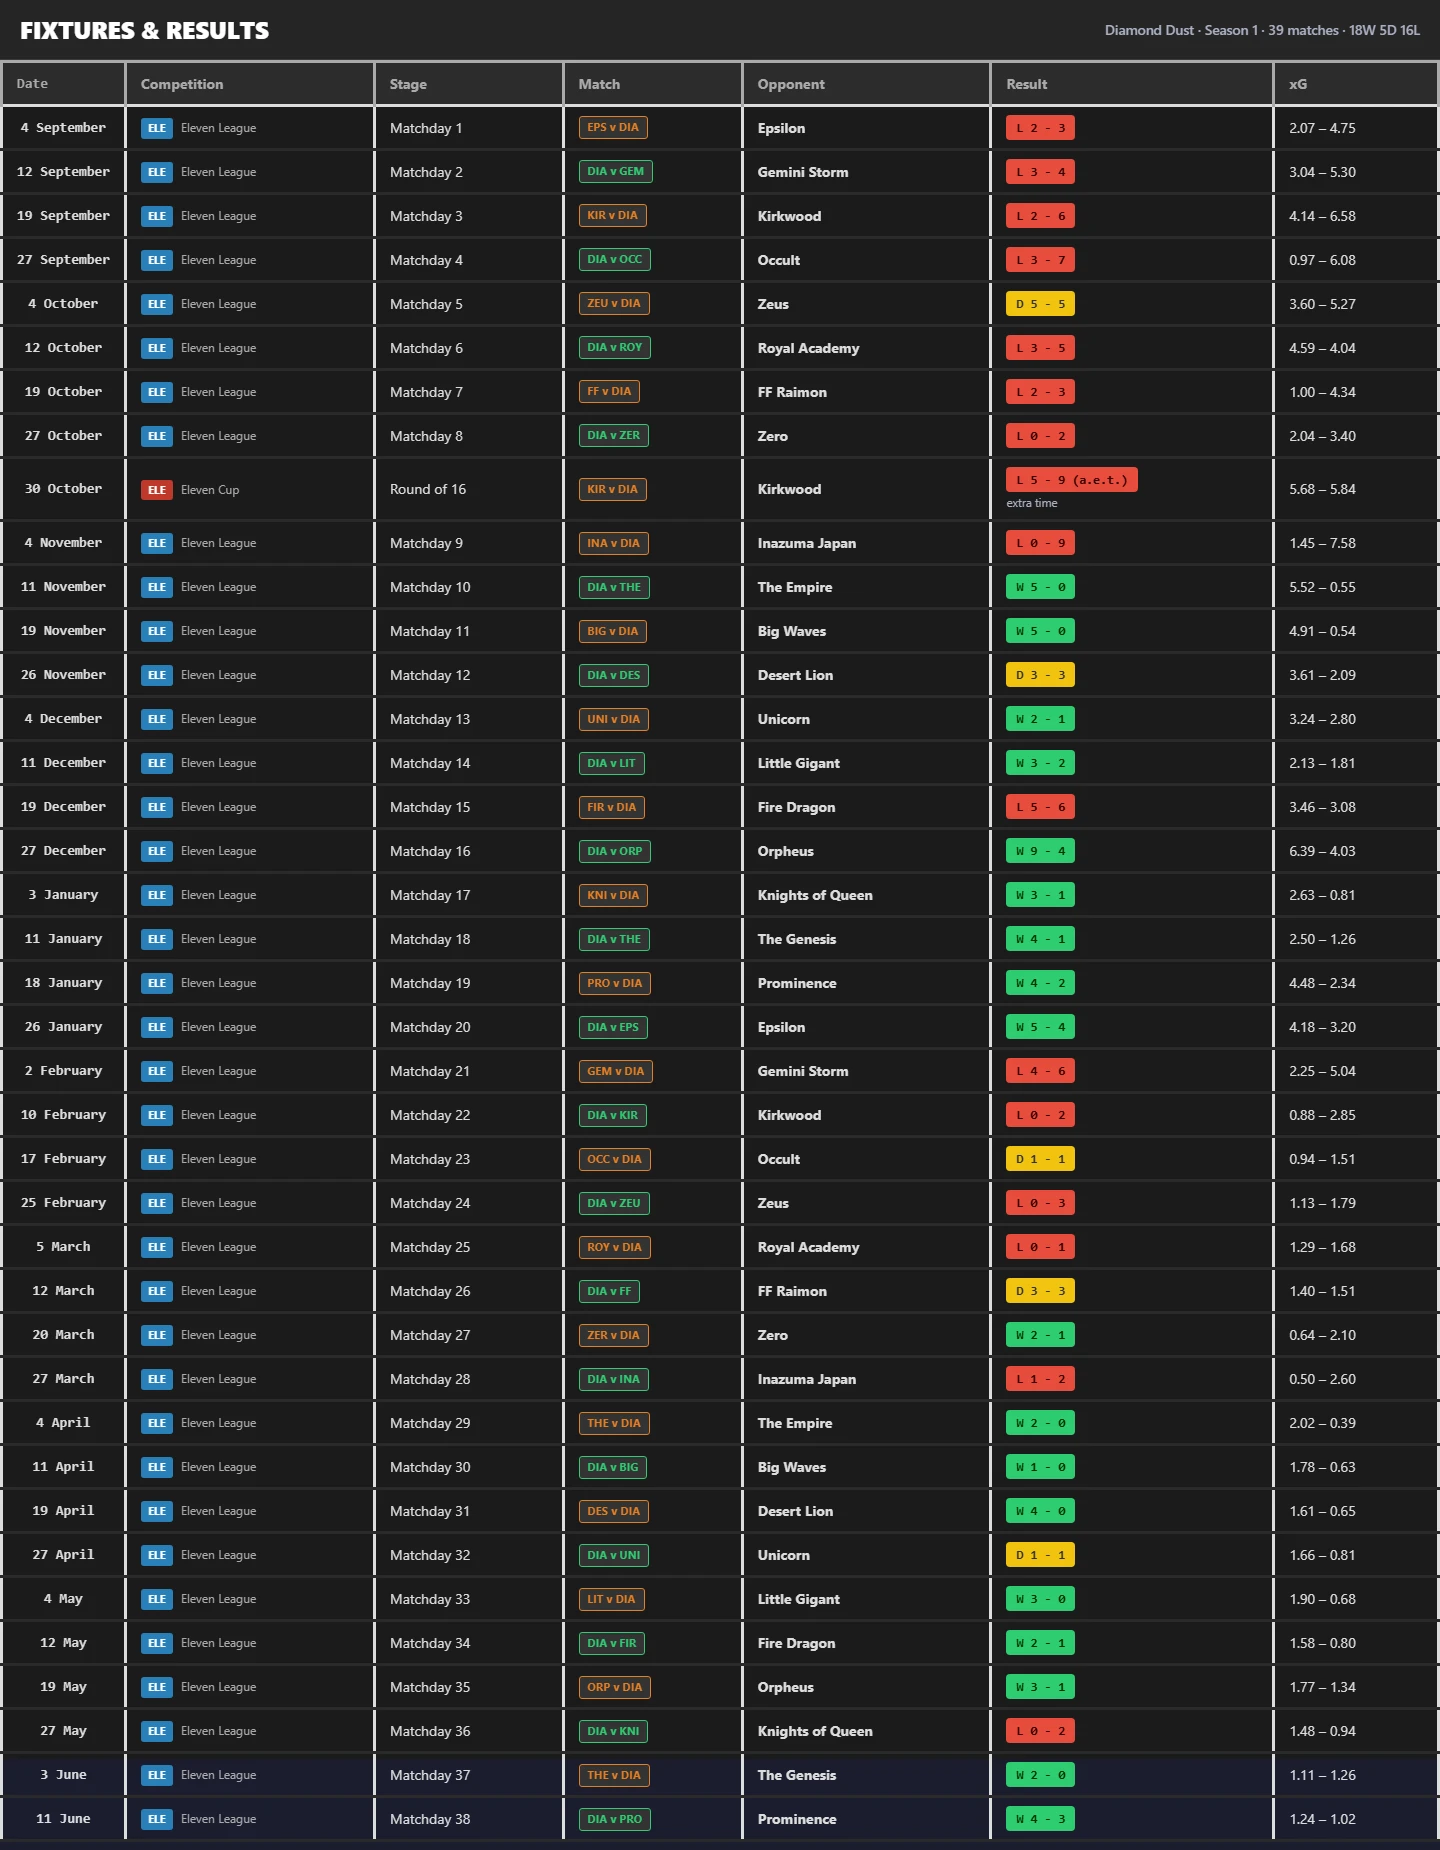 FIXTURES & RESULTS
Diamond Dust · Season 1 · 39 matches · 18W 5D 16L
Date Competition Stage Match Opponent Result xG
4 September ELE Eleven League Matchday 1 EPS v DIA Epsilon L 2 - 3 2.07 – 4.75
12 September ELE Eleven League Matchday 2 DIA v GEM Gemini Storm L 3 - 4 3.04 – 5.30
19 September ELE Eleven League Matchday 3 KIR v DIA Kirkwood L 2 - 6 4.14 – 6.58
27 September ELE Eleven League Matchday 4 DIA v OCC Occult L 3 - 7 0.97 – 6.08
4 October ELE Eleven League Matchday 5 ZEU v DIA Zeus D 5 - 5 3.60 – 5.27
12 October ELE Eleven League Matchday 6 DIA v ROY Royal Academy L 3 - 5 4.59 – 4.04
19 October ELE Eleven League Matchday 7 FF v DIA FF Raimon L 2 - 3 1.00 – 4.34
27 October ELE Eleven League Matchday 8 DIA v ZER Zero L 0 - 2 2.04 – 3.40
30 October ELE Eleven Cup Round of 16 KIR v DIA Kirkwood L 5 - 9 (a.e.t.) 5.68 – 5.84
extra time
4 November ELE Eleven League Matchday 9 INA v DIA Inazuma Japan L 0 - 9 1.45 – 7.58
11 November ELE Eleven League Matchday 10 DIA v THE The Empire W 5 - 0 5.52 – 0.55
19 November ELE Eleven League Matchday 11 BIG v DIA Big Waves W 5 - 0 4.91 – 0.54
26 November ELE Eleven League Matchday 12 DIA v DES Desert Lion D 3 - 3 3.61 – 2.09
4 December ELE Eleven League Matchday 13 UNI v DIA Unicorn W 2 - 1 3.24 – 2.80
11 December ELE Eleven League Matchday 14 DIA v LIT Little Gigant W 3 - 2 2.13 – 1.81
19 December ELE Eleven League Matchday 15 FIR v DIA Fire Dragon L 5 - 6 3.46 – 3.08
27 December ELE Eleven League Matchday 16 DIA v ORP Orpheus W 9 - 4 6.39 – 4.03
3 January ELE Eleven League Matchday 17 KNI v DIA Knights of Queen W 3 - 1 2.63 – 0.81
11 January ELE Eleven League Matchday 18 DIA v THE The Genesis W 4 - 1 2.50 – 1.26
18 January ELE Eleven League Matchday 19 PRO v DIA Prominence W 4 - 2 4.48 – 2.34
26 January ELE Eleven League Matchday 20 DIA v EPS Epsilon W 5 - 4 4.18 – 3.20
2 February ELE Eleven League Matchday 21 GEM v DIA Gemini Storm L 4 - 6 2.25 – 5.04
10 February ELE Eleven League Matchday 22 DIA v KIR Kirkwood L 0 - 2 0.88 – 2.85
17 February ELE Eleven League Matchday 23 OCC v DIA Occult D 1 - 1 0.94 – 1.51
25 February ELE Eleven League Matchday 24 DIA v ZEU Zeus L 0 - 3 1.13 – 1.79
5 March ELE Eleven League Matchday 25 ROY v DIA Royal Academy L 0 - 1 1.29 – 1.68
12 March ELE Eleven League Matchday 26 DIA v FF FF Raimon D 3 - 3 1.40 – 1.51
20 March ELE Eleven League Matchday 27 ZER v DIA Zero W 2 - 1 0.64 – 2.10
27 March ELE Eleven League Matchday 28 DIA v INA Inazuma Japan L 1 - 2 0.50 – 2.60
4 April ELE Eleven League Matchday 29 THE v DIA The Empire W 2 - 0 2.02 – 0.39
11 April ELE Eleven League Matchday 30 DIA v BIG Big Waves W 1 - 0 1.78 – 0.63
19 April ELE Eleven League Matchday 31 DES v DIA Desert Lion W 4 - 0 1.61 – 0.65
27 April ELE Eleven League Matchday 32 DIA v UNI Unicorn D 1 - 1 1.66 – 0.81
4 May ELE Eleven League Matchday 33 LIT v DIA Little Gigant W 3 - 0 1.90 – 0.68
12 May ELE Eleven League Matchday 34 DIA v FIR Fire Dragon W 2 - 1 1.58 – 0.80
19 May ELE Eleven League Matchday 35 ORP v DIA Orpheus W 3 - 1 1.77 – 1.34
27 May ELE Eleven League Matchday 36 DIA v KNI Knights of Queen L 0 - 2 1.48 – 0.94
3 June ELE Eleven League Matchday 37 THE v DIA The Genesis W 2 - 0 1.11 – 1.26
11 June ELE Eleven League Matchday 38 DIA v PRO Prominence W 4 - 3 1.24 – 1.02